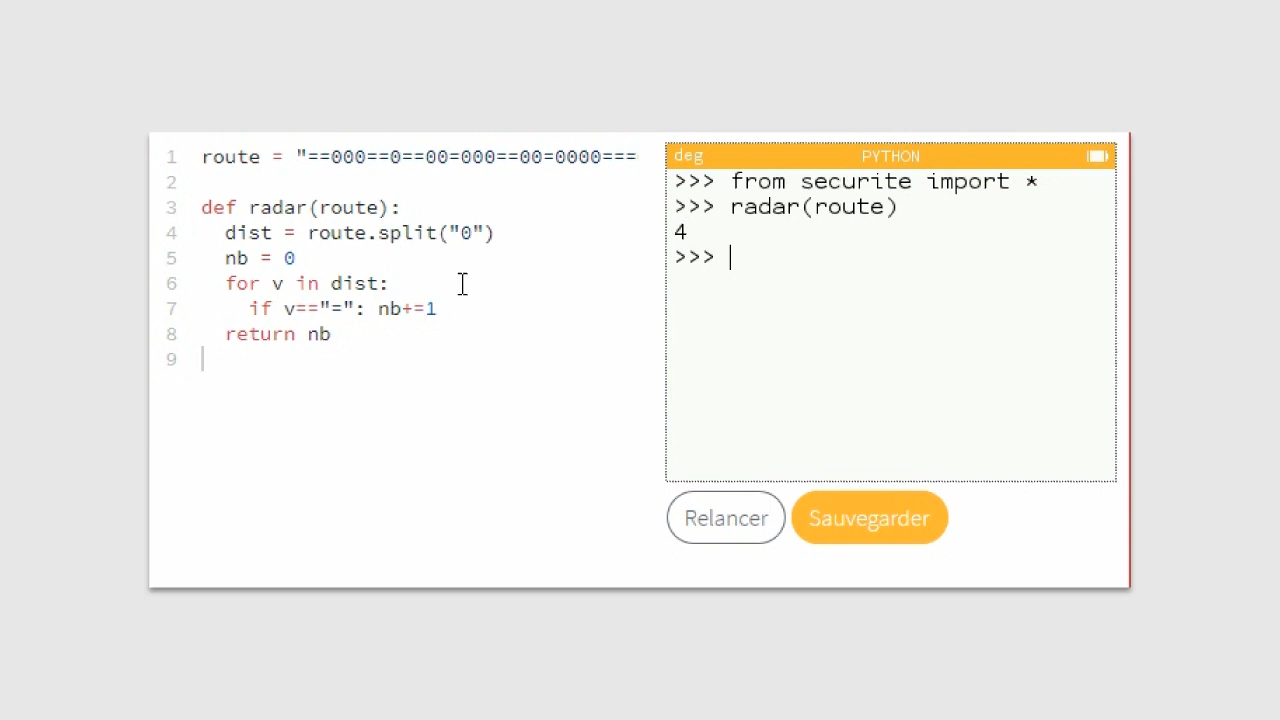 1 route = "==000==0==00=000==00=0000===
2
3 def radar(route):
4 dist = route.split("0")
5 nb = 0
6 for v in dist:
7 if v=="=": nb+=1
8 return nb
9
deg PYTHON
>>> from securite import *
>>> radar(route)
4
>>>
Relancer Sauvegarder